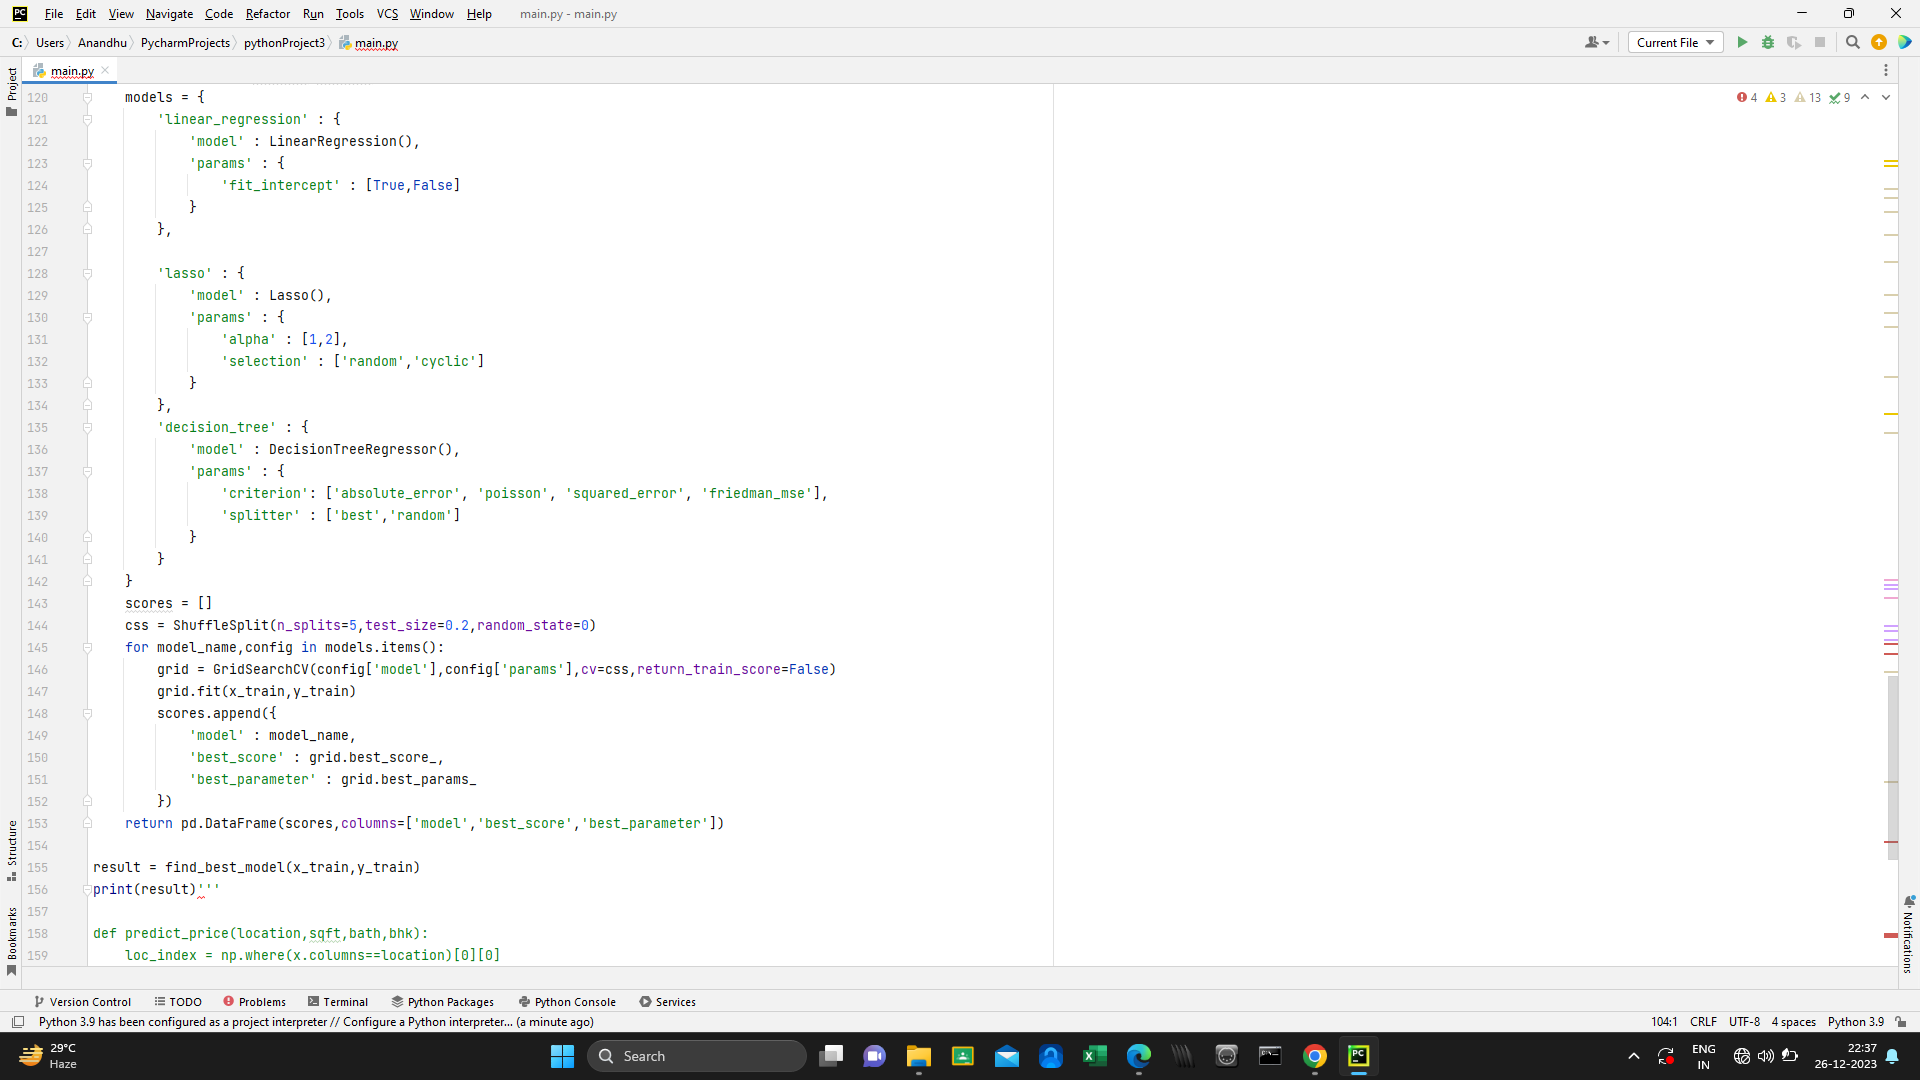 PC File Edit View Navigate Code Refactor Run Tools VCS Window Help main.py - main.py
C: Users Anandhu PycharmProjects pythonProject3 main.py Current File
main.py
Project
4 3 13 9
120 models = {
121 'linear_regression' : {
122 'model' : LinearRegression(),
123 'params' : {
124 'fit_intercept' : [True,False]
125 }
126 },
127
128 'lasso' : {
129 'model' : Lasso(),
130 'params' : {
131 'alpha' : [1,2],
132 'selection' : ['random','cyclic']
133 }
134 },
135 'decision_tree' : {
136 'model' : DecisionTreeRegressor(),
137 'params' : {
138 'criterion': ['absolute_error', 'poisson', 'squared_error', 'friedman_mse'],
139 'splitter' : ['best','random']
140 }
141 }
142 }
143 scores = []
144 css = ShuffleSplit(n_splits=5,test_size=0.2,random_state=0)
145 for model_name,config in models.items():
146 grid = GridSearchCV(config['model'],config['params'],cv=css,return_train_score=False)
147 grid.fit(x_train,y_train)
148 scores.append({
149 'model' : model_name,
150 'best_score' : grid.best_score_,
151 'best_parameter' : grid.best_params_
152 })
153 return pd.DataFrame(scores,columns=['model','best_score','best_parameter'])
154
155 result = find_best_model(x_train,y_train)
156 print(result)'''
157
158 def predict_price(location,sqft,bath,bhk):
159 loc_index = np.where(x.columns==location)[0][0]
Structure
Bookmarks
Notifications
Version Control TODO Problems Terminal Python Packages Python Console Services
Python 3.9 has been configured as a project interpreter // Configure a Python interpreter... (a minute ago) 104:1 CRLF UTF-8 4 spaces Python 3.9
29°C
Haze
Search
PC
ENG
IN
22:37
26-12-2023